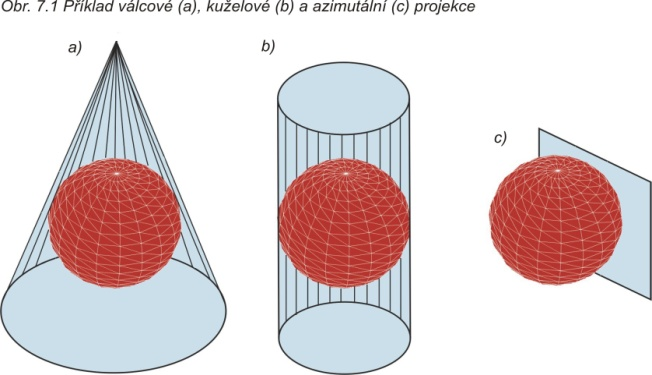 Obr. 7.1 Příklad válcové (a), kuželové (b) a azimutální (c) projekce
a)
b)
c)